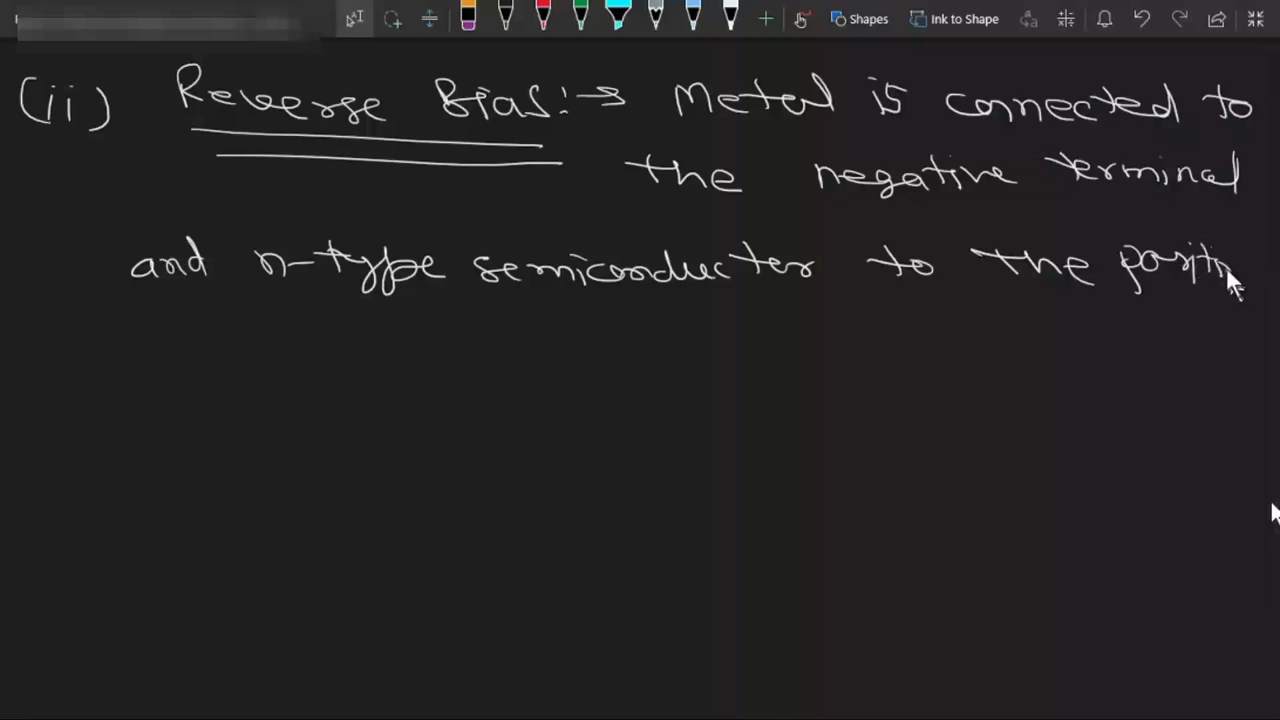 Shapes Ink to Shape
(ii) Reverse Bias:→ Metal is connected to
the negative terminal
and n-type semiconductor to the positi